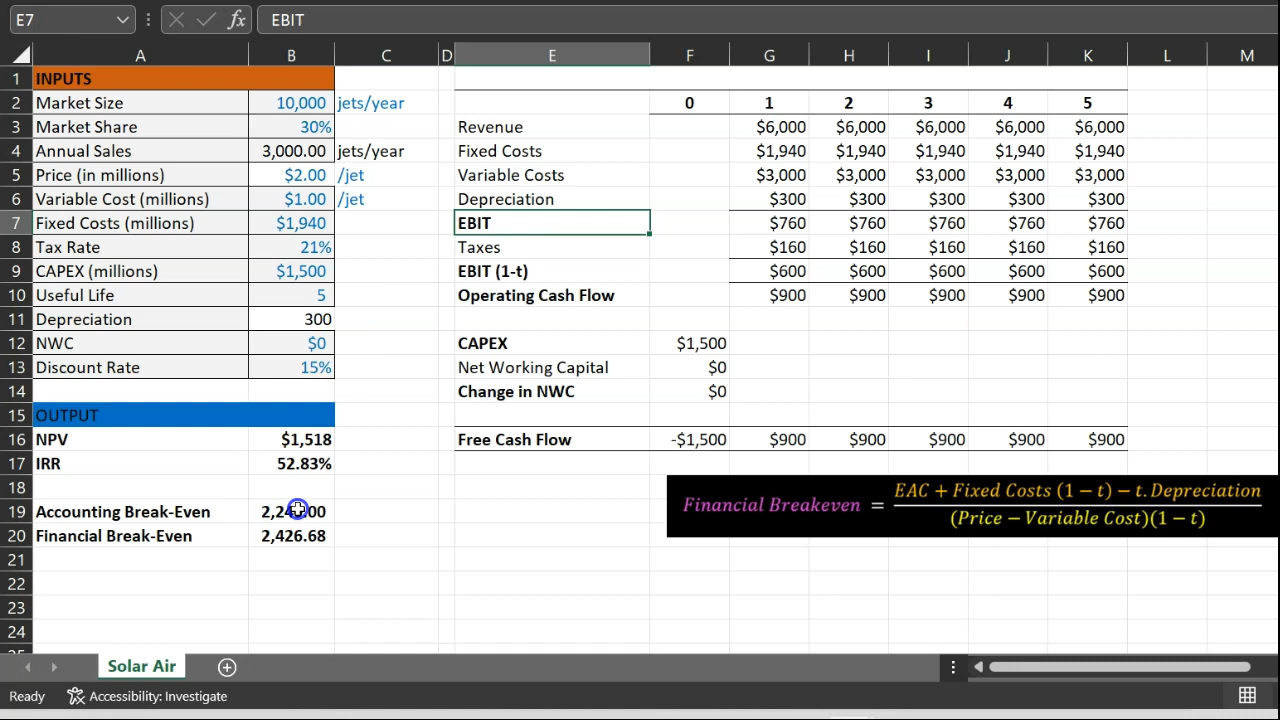 E7 fx EBIT
A B C D E F G H I J K L M
1 INPUTS
2 Market Size 10,000 jets/year 0 1 2 3 4 5
3 Market Share 30% Revenue $6,000 $6,000 $6,000 $6,000 $6,000
4 Annual Sales 3,000.00 jets/year Fixed Costs $1,940 $1,940 $1,940 $1,940 $1,940
5 Price (in millions) $2.00 /jet Variable Costs $3,000 $3,000 $3,000 $3,000 $3,000
6 Variable Cost (millions) $1.00 /jet Depreciation $300 $300 $300 $300 $300
7 Fixed Costs (millions) $1,940 EBIT $760 $760 $760 $760 $760
8 Tax Rate 21% Taxes $160 $160 $160 $160 $160
9 CAPEX (millions) $1,500 EBIT (1-t) $600 $600 $600 $600 $600
10 Useful Life 5 Operating Cash Flow $900 $900 $900 $900 $900
11 Depreciation 300
12 NWC $0 CAPEX $1,500
13 Discount Rate 15% Net Working Capital $0
14 Change in NWC $0
15 OUTPUT
16 NPV $1,518 Free Cash Flow -$1,500 $900 $900 $900 $900 $900
17 IRR 52.83%
18
19 Accounting Break-Even
20 Financial Break-Even 2,426.68
Financial Breakeven = EAC + Fixed Costs (1 − t) − t. Depreciation
(Price − Variable Cost)(1 − t)
21
22
23
24
Solar Air
Ready Accessibility: Investigate